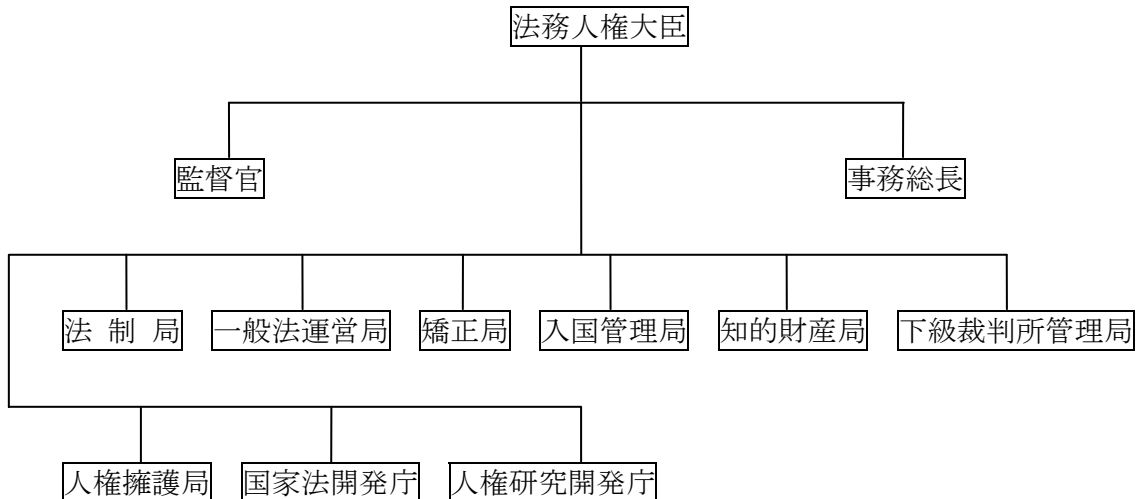 法務人権大臣
監督官 事務総長
法 制 局 一般法運営局 矯正局 入国管理局 知的財産局 下級裁判所管理局
人権擁護局 国家法開発庁 人権研究開発庁